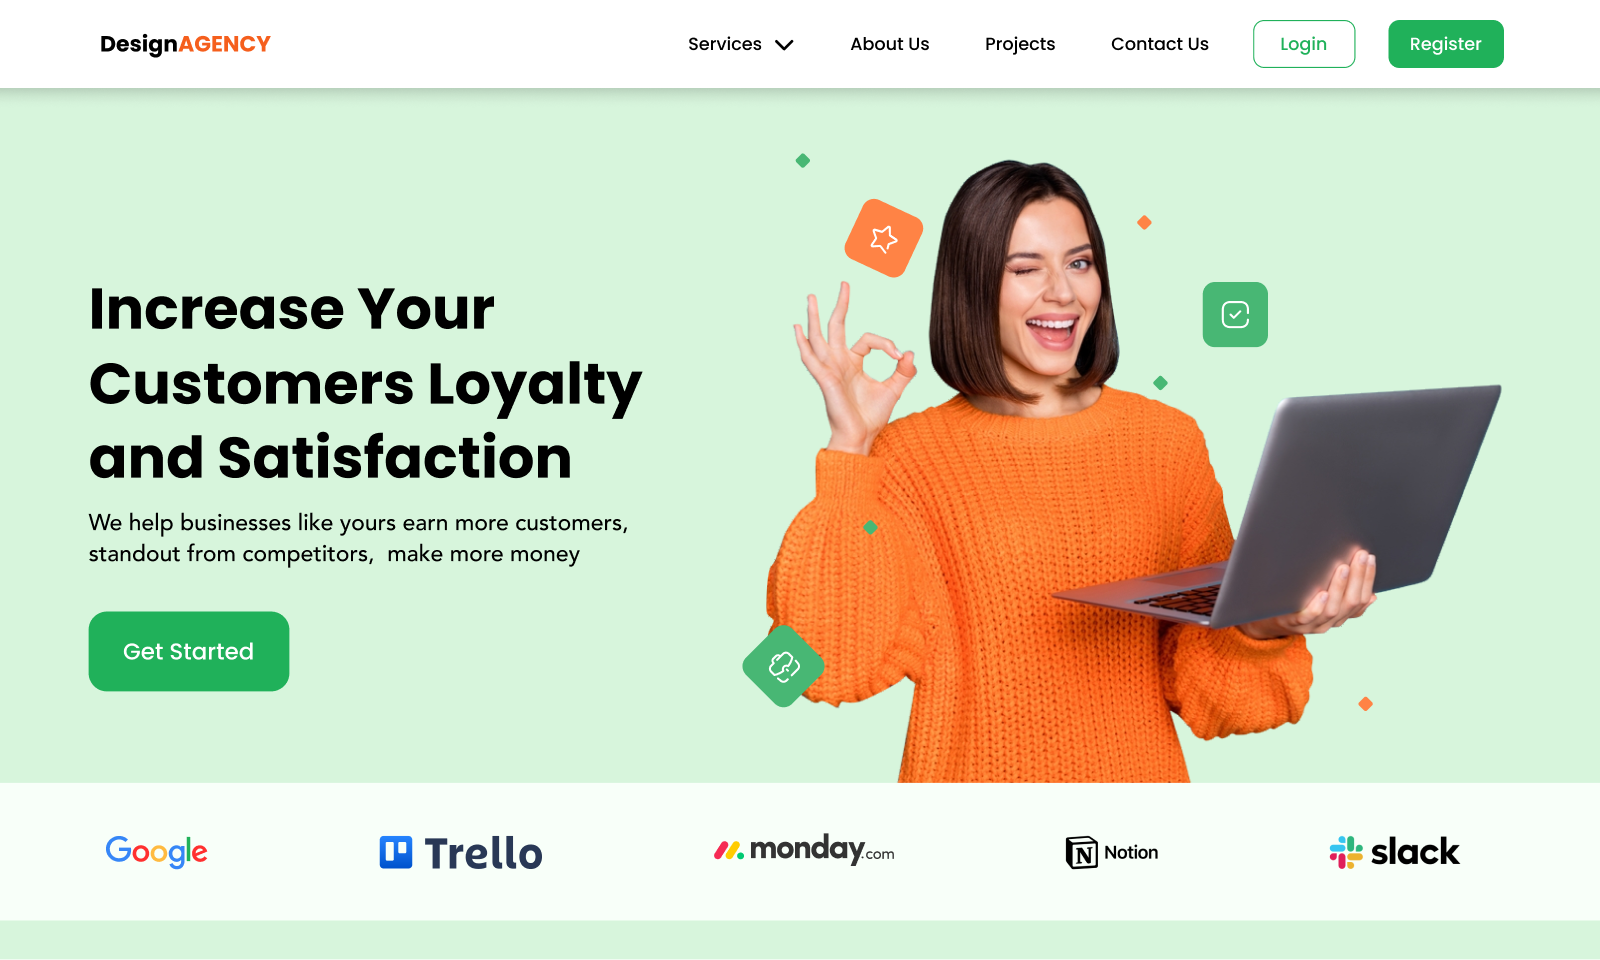 DesignAGENCY
Services
About Us
Projects
Contact Us
Login
Register
Increase Your
Customers Loyalty
and Satisfaction
We help businesses like yours earn more customers,
standout from competitors,  make more money
Get Started
Google
Trello
monday.com
Notion
slack